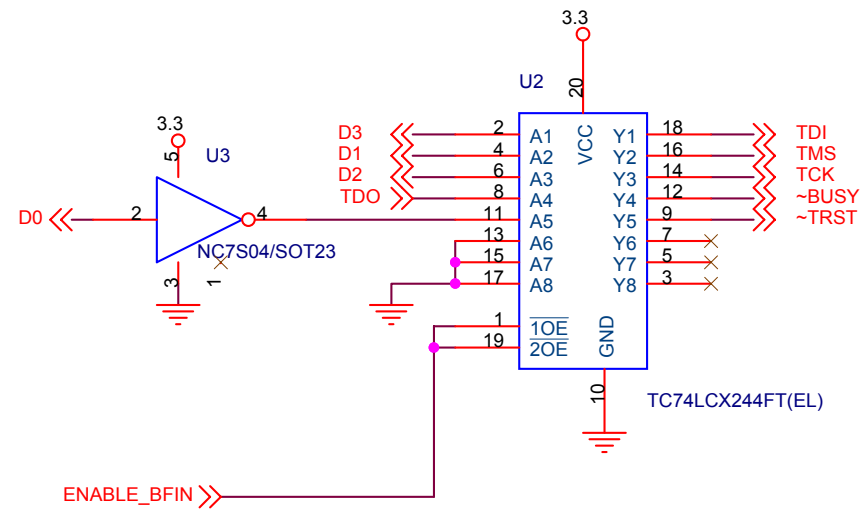 3.3
U2
20
VCC
3.3
5
U3
D0
2
4
NC7S04/SOT23
3
1
D3
D1
D2
TDO
2
4
6
8
11
13
15
17
1
19
A1
A2
A3
A4
A5
A6
A7
A8
1OE
2OE
Y1
Y2
Y3
Y4
Y5
Y6
Y7
Y8
GND
18
16
14
12
9
7
5
3
TDI
TMS
TCK
~BUSY
~TRST
10
TC74LCX244FT(EL)
ENABLE_BFIN